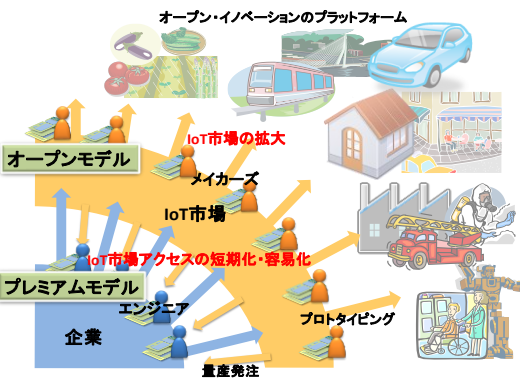 オープン・イノベーションのプラットフォーム
IoT市場の拡大
オープンモデル
メイカーズ
IoT市場
IoT市場アクセスの短期化・容易化
プレミアムモデル
エンジニア
プロトタイピング
企業
量産発注